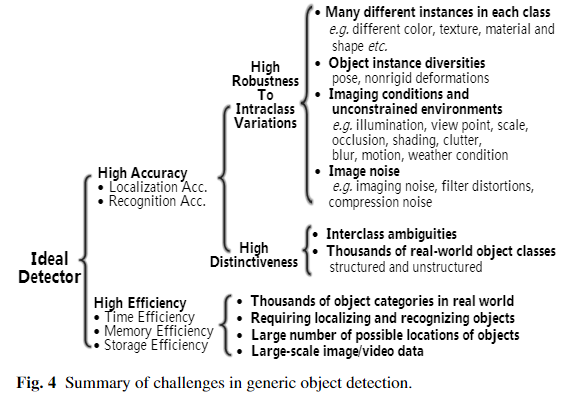 • Many different instances in each class
e.g. different color, texture, material and
shape etc.
• Object instance diversities
pose, nonrigid deformations
• Imaging conditions and
unconstrained environments
e.g. illumination, view point, scale,
occlusion, shading, clutter,
blur, motion, weather condition
• Image noise
e.g. imaging noise, filter distortions,
compression noise
High
Robustness
To
Intraclass
Variations
High Accuracy
• Localization Acc.
• Recognition Acc.
High
Distinctiveness
• Interclass ambiguities
• Thousands of real-world object classes
structured and unstructured
Ideal
Detector
High Efficiency
• Time Efficiency
• Memory Efficiency
• Storage Efficiency
• Thousands of object categories in real world
• Requiring localizing and recognizing objects
• Large number of possible locations of objects
• Large-scale image/video data
Fig. 4 Summary of challenges in generic object detection.